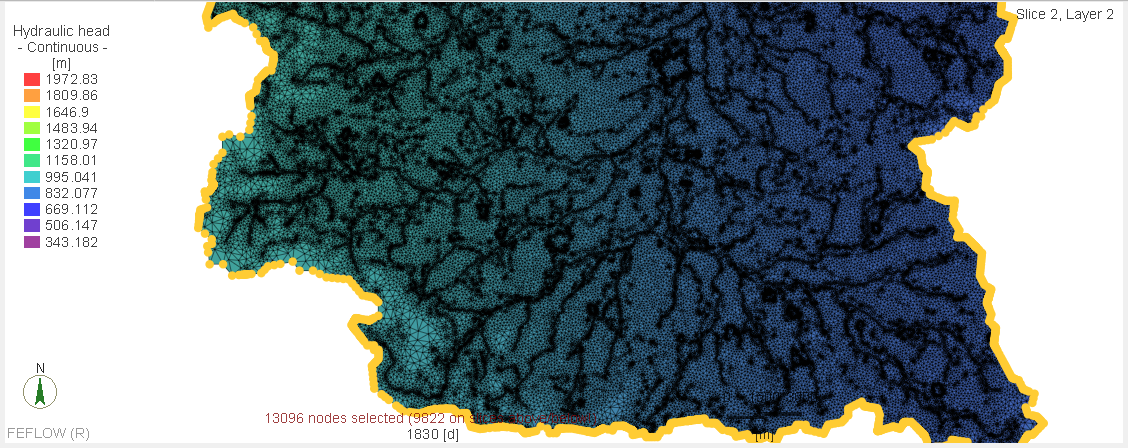 Slice 2, Layer 2
Hydraulic head
- Continuous -
[m]
1972.83
1809.86
1646.9
1483.94
1320.97
1158.01
995.041
832.077
669.112
506.147
343.182
N
13096 nodes selected (9822 on
1830 [d]
[m]
FEFLOW (R)